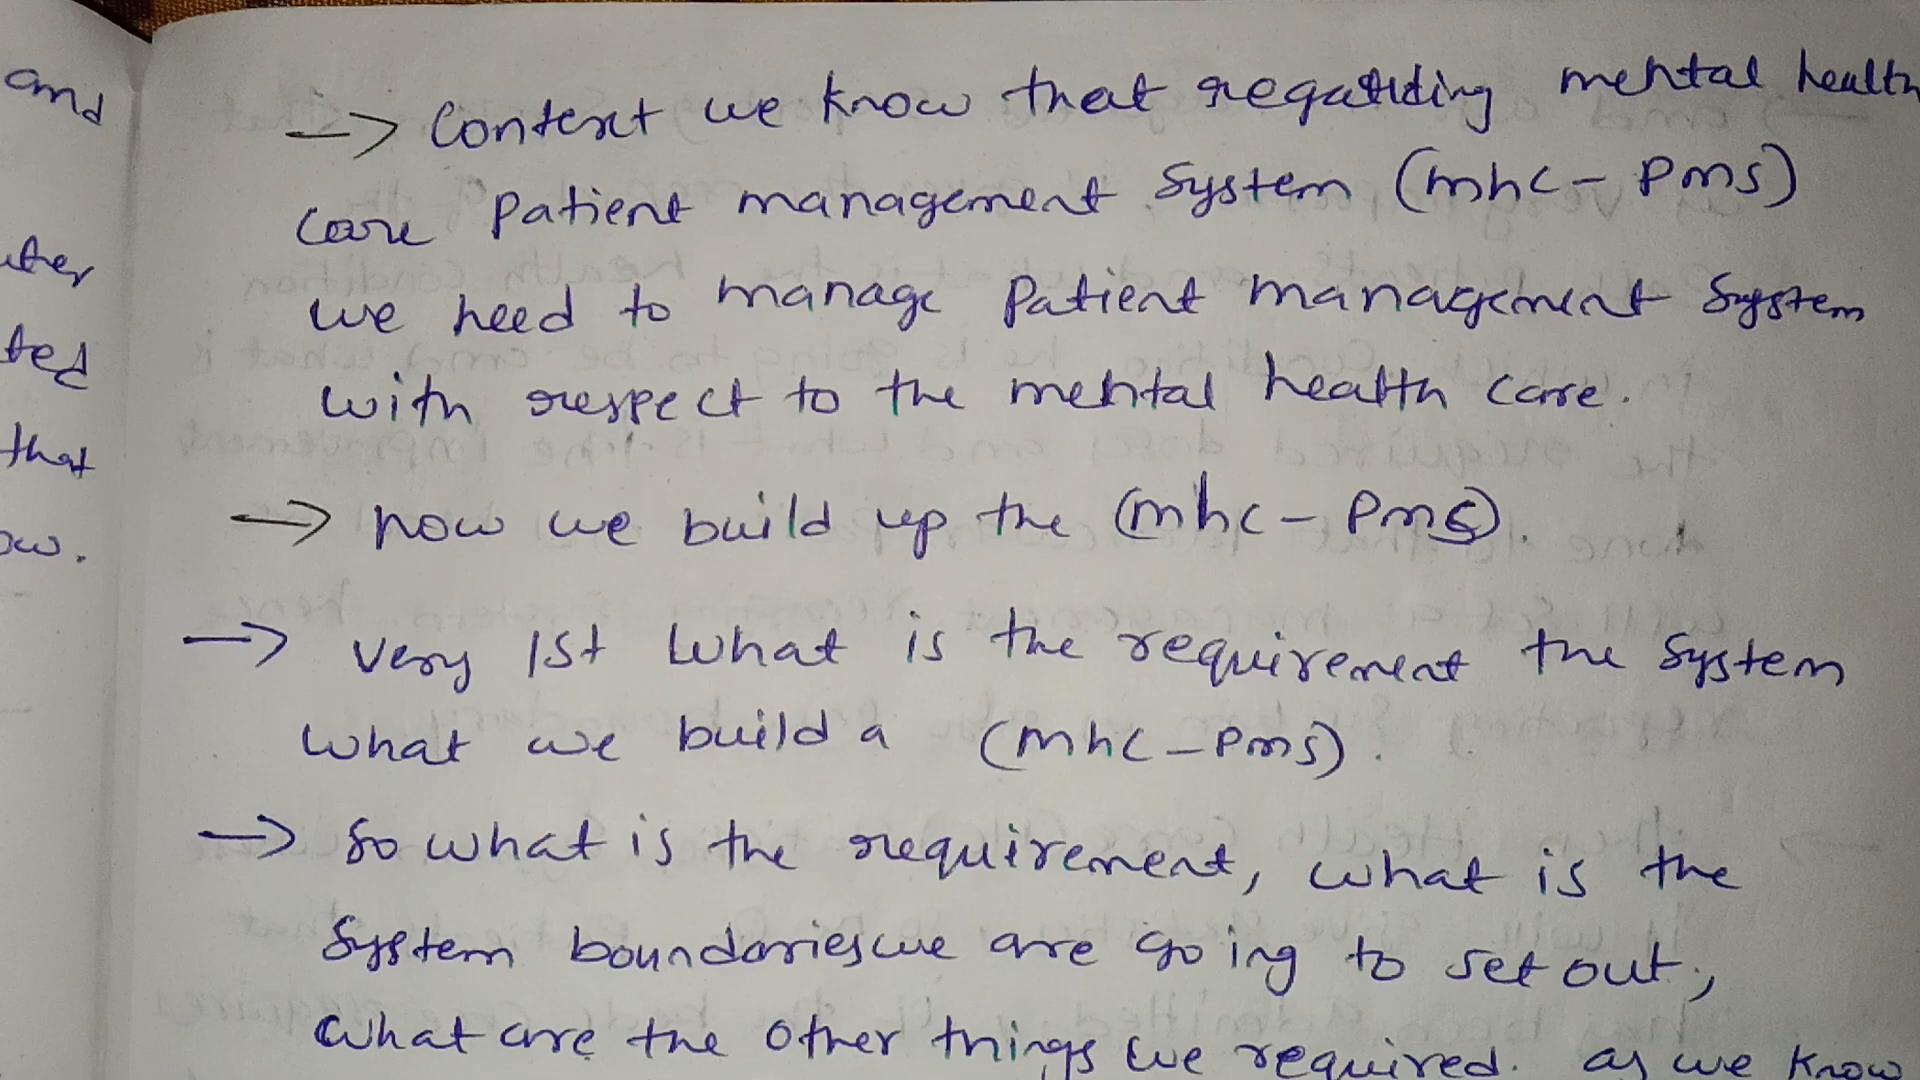 and
ted
that
→ Context we know that regarding mental health
care patient management system (mhc - Pms)
we need to manage patient management system
with respect to the mental health care.
→ now we build up the (mhc - Pms).
→ very 1st what is the requirement the system
what we build a (mhc - Pms).
→ So what is the requirement, what is the
system boundaries we are going to set out,
what are the other things we required. as we know